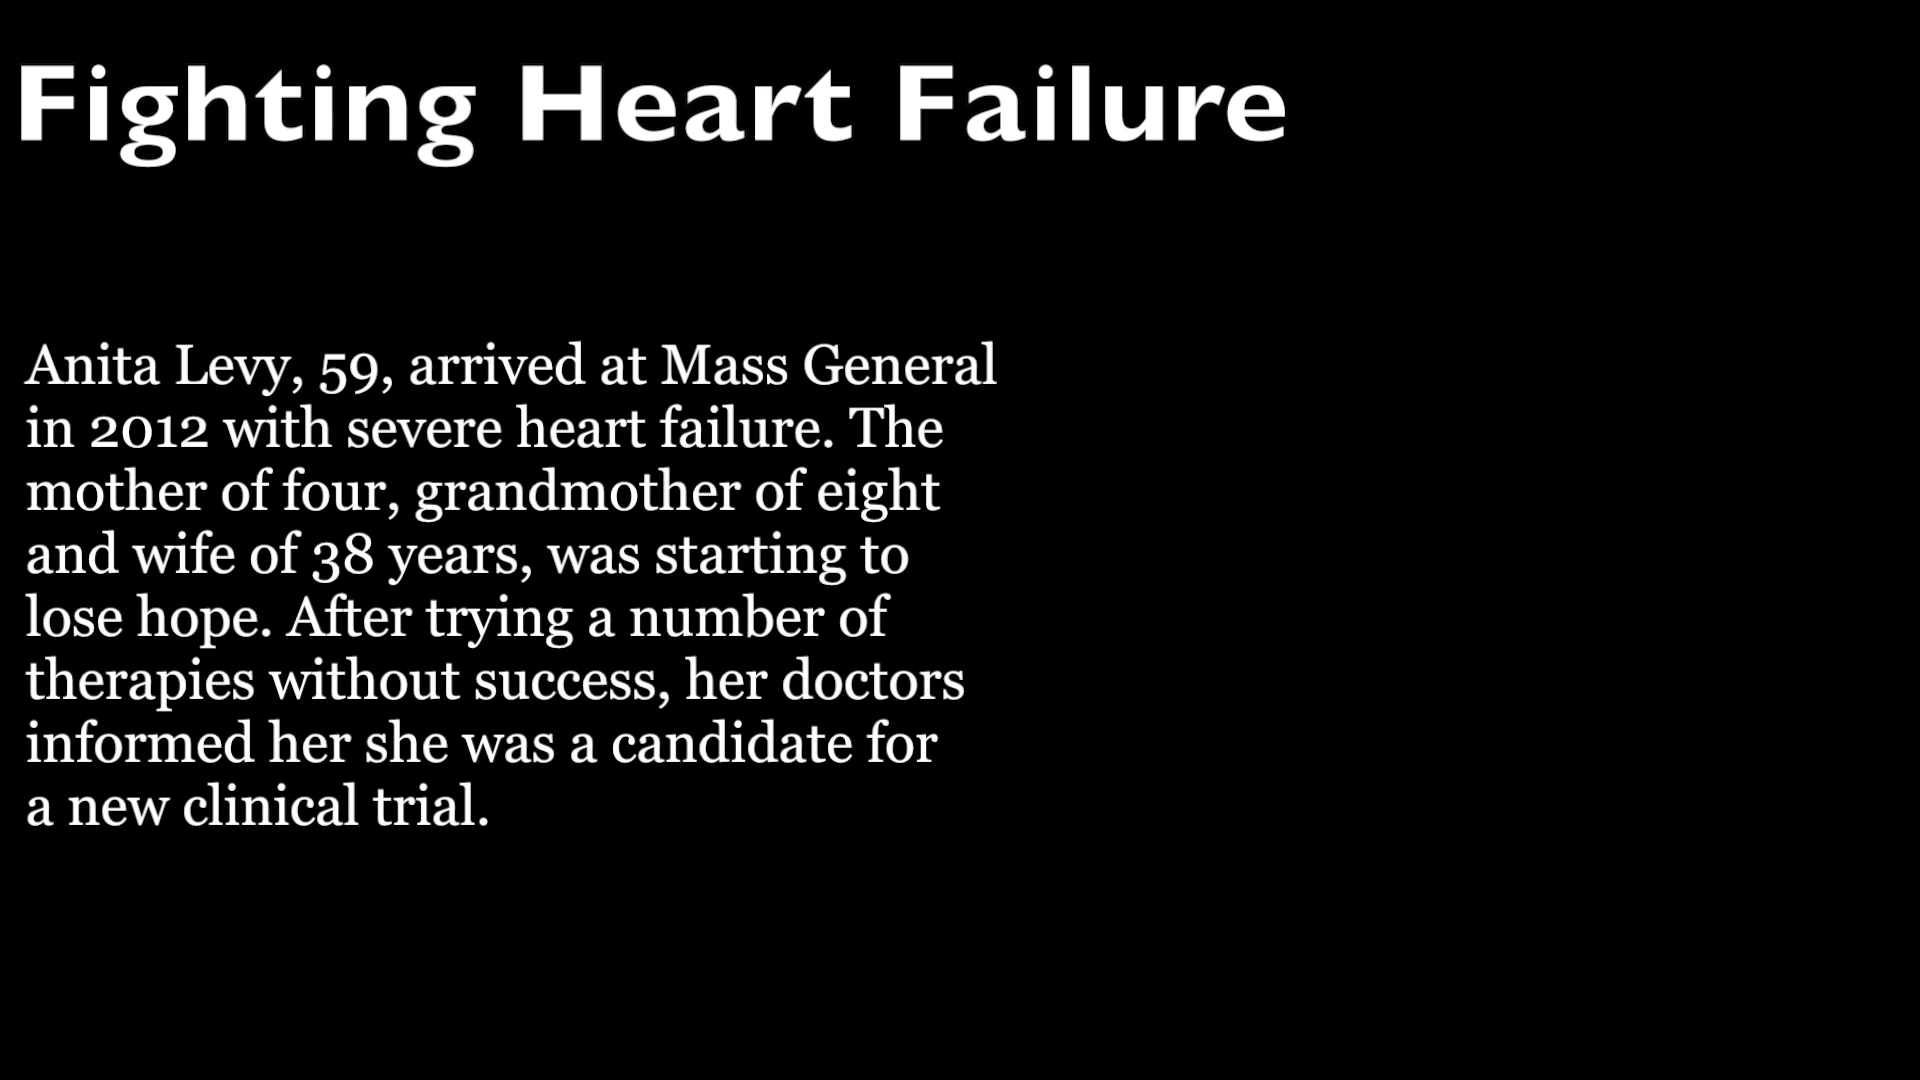 Fighting Heart Failure
Anita Levy, 59, arrived at Mass General
in 2012 with severe heart failure. The
mother of four, grandmother of eight
and wife of 38 years, was starting to
lose hope. After trying a number of
therapies without success, her doctors
informed her she was a candidate for
a new clinical trial.